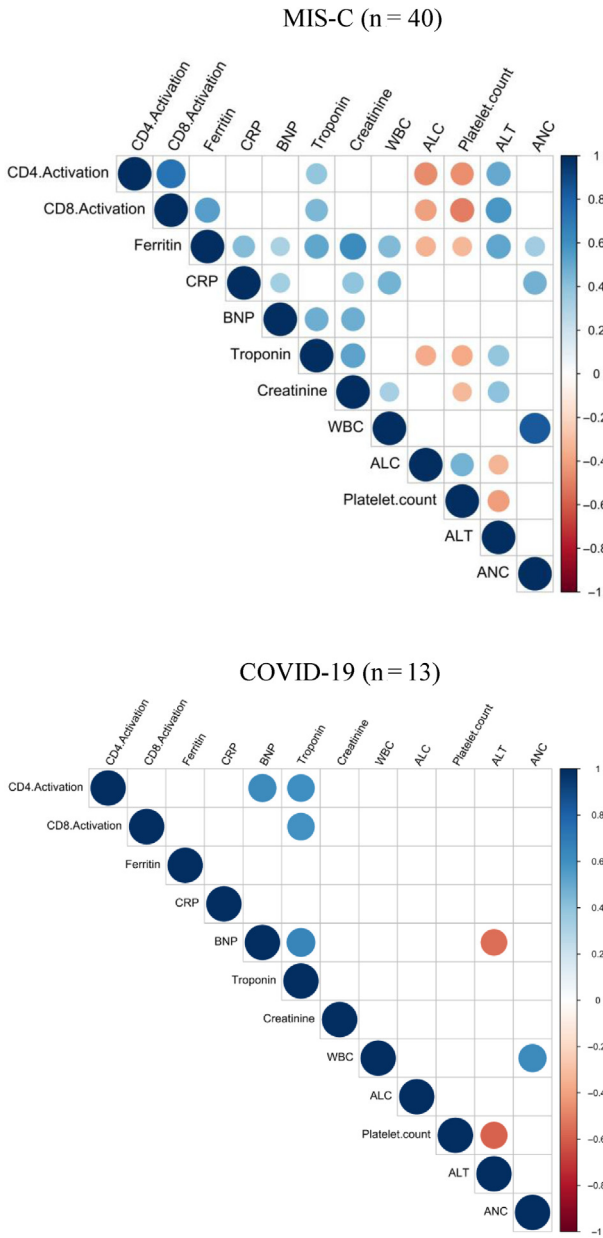 MIS-C (n = 40)
CD4.Activation
CD8.Activation
Ferritin
CRP
BNP
Troponin
Creatinine
WBC
ALC
Platelet.count
ALT
ANC
CD4.Activation
CD8.Activation
Ferritin
CRP
BNP
Troponin
Creatinine
WBC
ALC
Platelet.count
ALT
ANC
1
0.8
0.6
0.4
0.2
0
−0.2
−0.4
−0.6
−0.8
−1
COVID-19 (n = 13)
CD4.Activation
CD8.Activation
Ferritin
CRP
BNP
Troponin
Creatinine
WBC
ALC
Platelet.count
ALT
ANC
CD4.Activation
CD8.Activation
Ferritin
CRP
BNP
Troponin
Creatinine
WBC
ALC
Platelet.count
ALT
ANC
1
0.8
0.6
0.4
0.2
0
−0.2
−0.4
−0.6
−0.8
−1